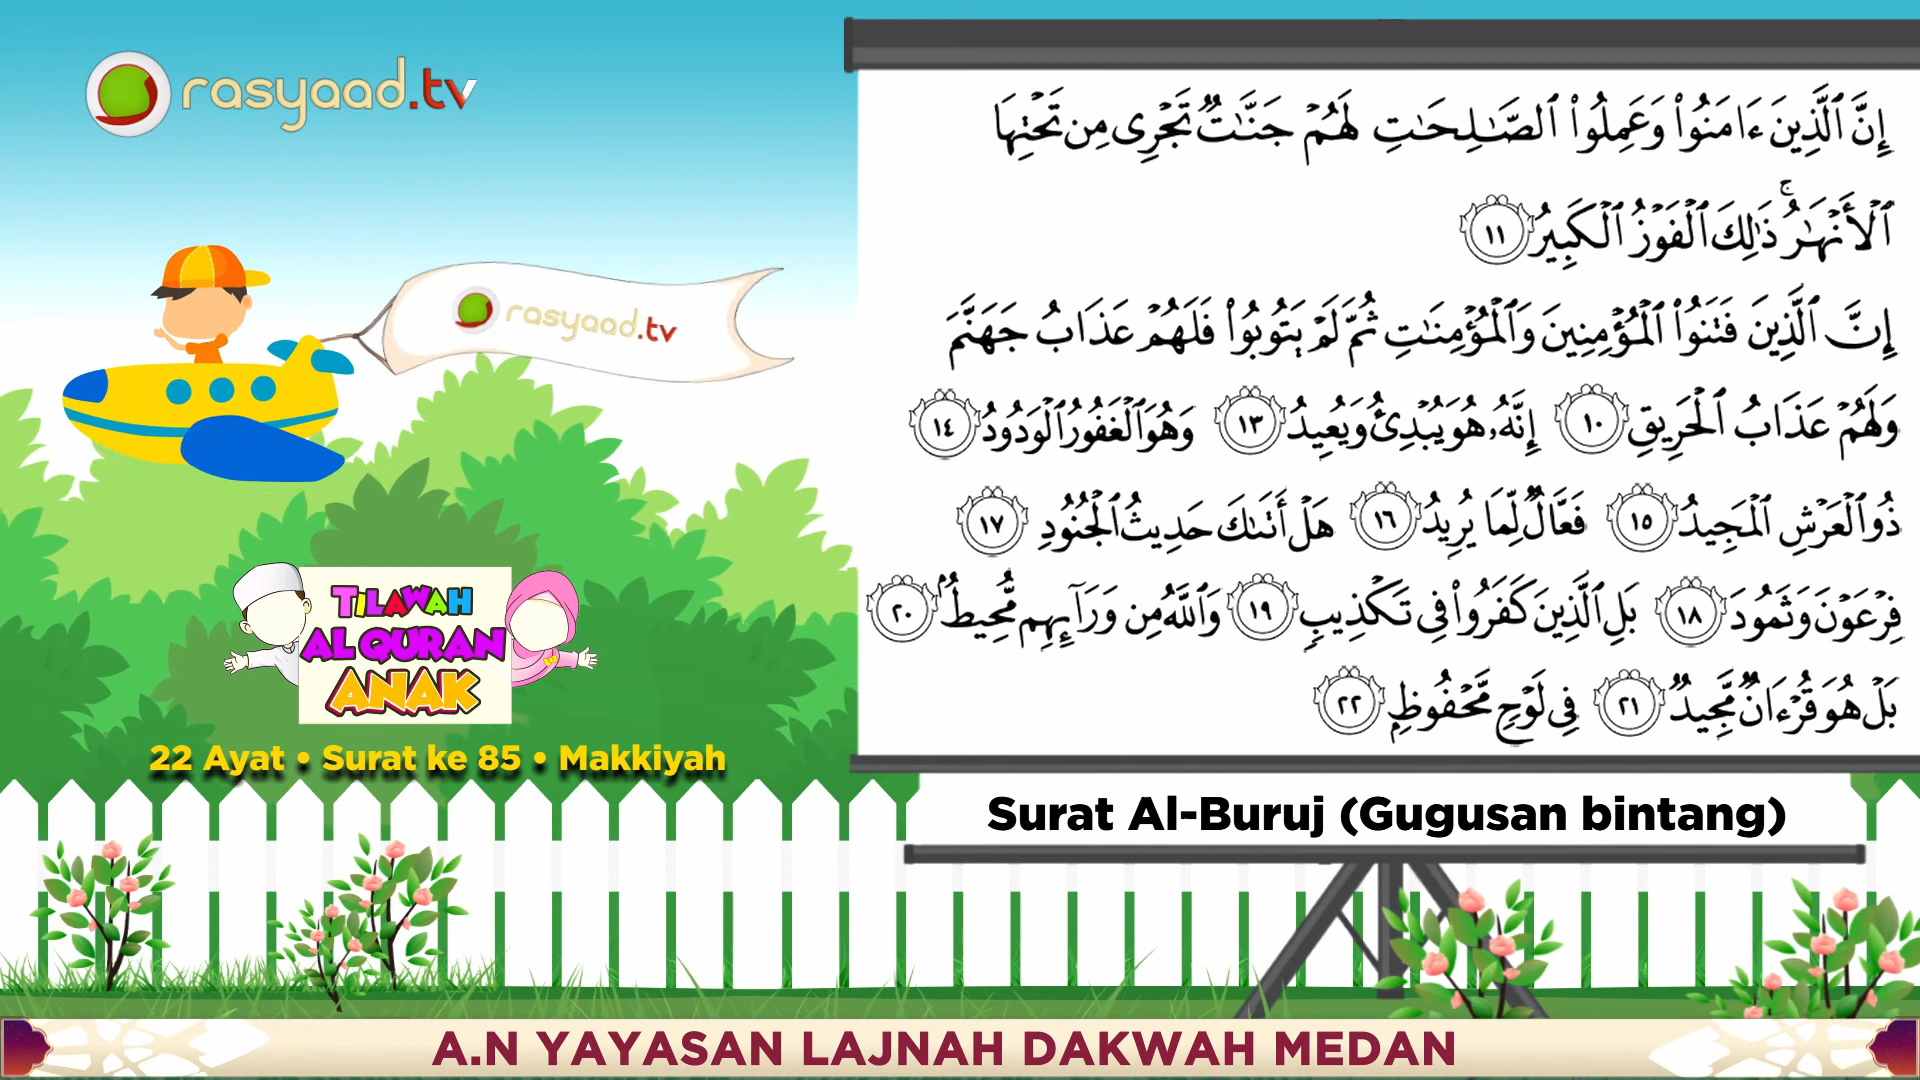 rasyaad.tv
rasyaad.tv
TILAWAH
AL QURAN
ANAK
22 Ayat • Surat ke 85 • Makkiyah
إِنَّ ٱلَّذِينَ ءَامَنُوا۟ وَعَمِلُوا۟ ٱلصَّـٰلِحَـٰتِ لَهُمْ جَنَّـٰتٌ تَجْرِى مِن تَحْتِهَا
ٱلْأَنْهَـٰرُ ۚ ذَٰلِكَ ٱلْفَوْزُ ٱلْكَبِيرُ ١١
إِنَّ ٱلَّذِينَ فَتَنُوا۟ ٱلْمُؤْمِنِينَ وَٱلْمُؤْمِنَـٰتِ ثُمَّ لَمْ يَتُوبُوا۟ فَلَهُمْ عَذَابُ جَهَنَّمَ
وَلَهُمْ عَذَابُ ٱلْحَرِيقِ ١٠ إِنَّهُۥ هُوَ يُبْدِئُ وَيُعِيدُ ١٣ وَهُوَ ٱلْغَفُورُ ٱلْوَدُودُ ١٤
ذُو ٱلْعَرْشِ ٱلْمَجِيدُ ١٥ فَعَّالٌ لِّمَا يُرِيدُ ١٦ هَلْ أَتَىٰكَ حَدِيثُ ٱلْجُنُودِ ١٧
فِرْعَوْنَ وَثَمُودَ ١٨ بَلِ ٱلَّذِينَ كَفَرُوا۟ فِى تَكْذِيبٍ ١٩ وَٱللَّهُ مِن وَرَآئِهِم مُّحِيطٌۢ ٢٠
بَلْ هُوَ قُرْءَانٌ مَّجِيدٌ ٢١ فِى لَوْحٍ مَّحْفُوظٍۭ ٢٢
Surat Al-Buruj (Gugusan bintang)
A.N YAYASAN LAJNAH DAKWAH MEDAN